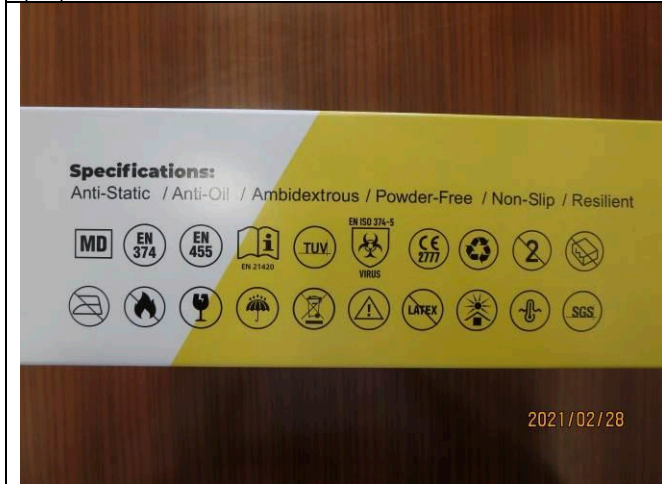 Specifications:
Anti-Static / Anti-Oil / Ambidextrous / Powder-Free / Non-Slip / Resilient
MD EN 374 EN 455 EN 21420 TUV EN ISO 374-5 VIRUS CE 2777 2
LATEX SGS
2021/02/28